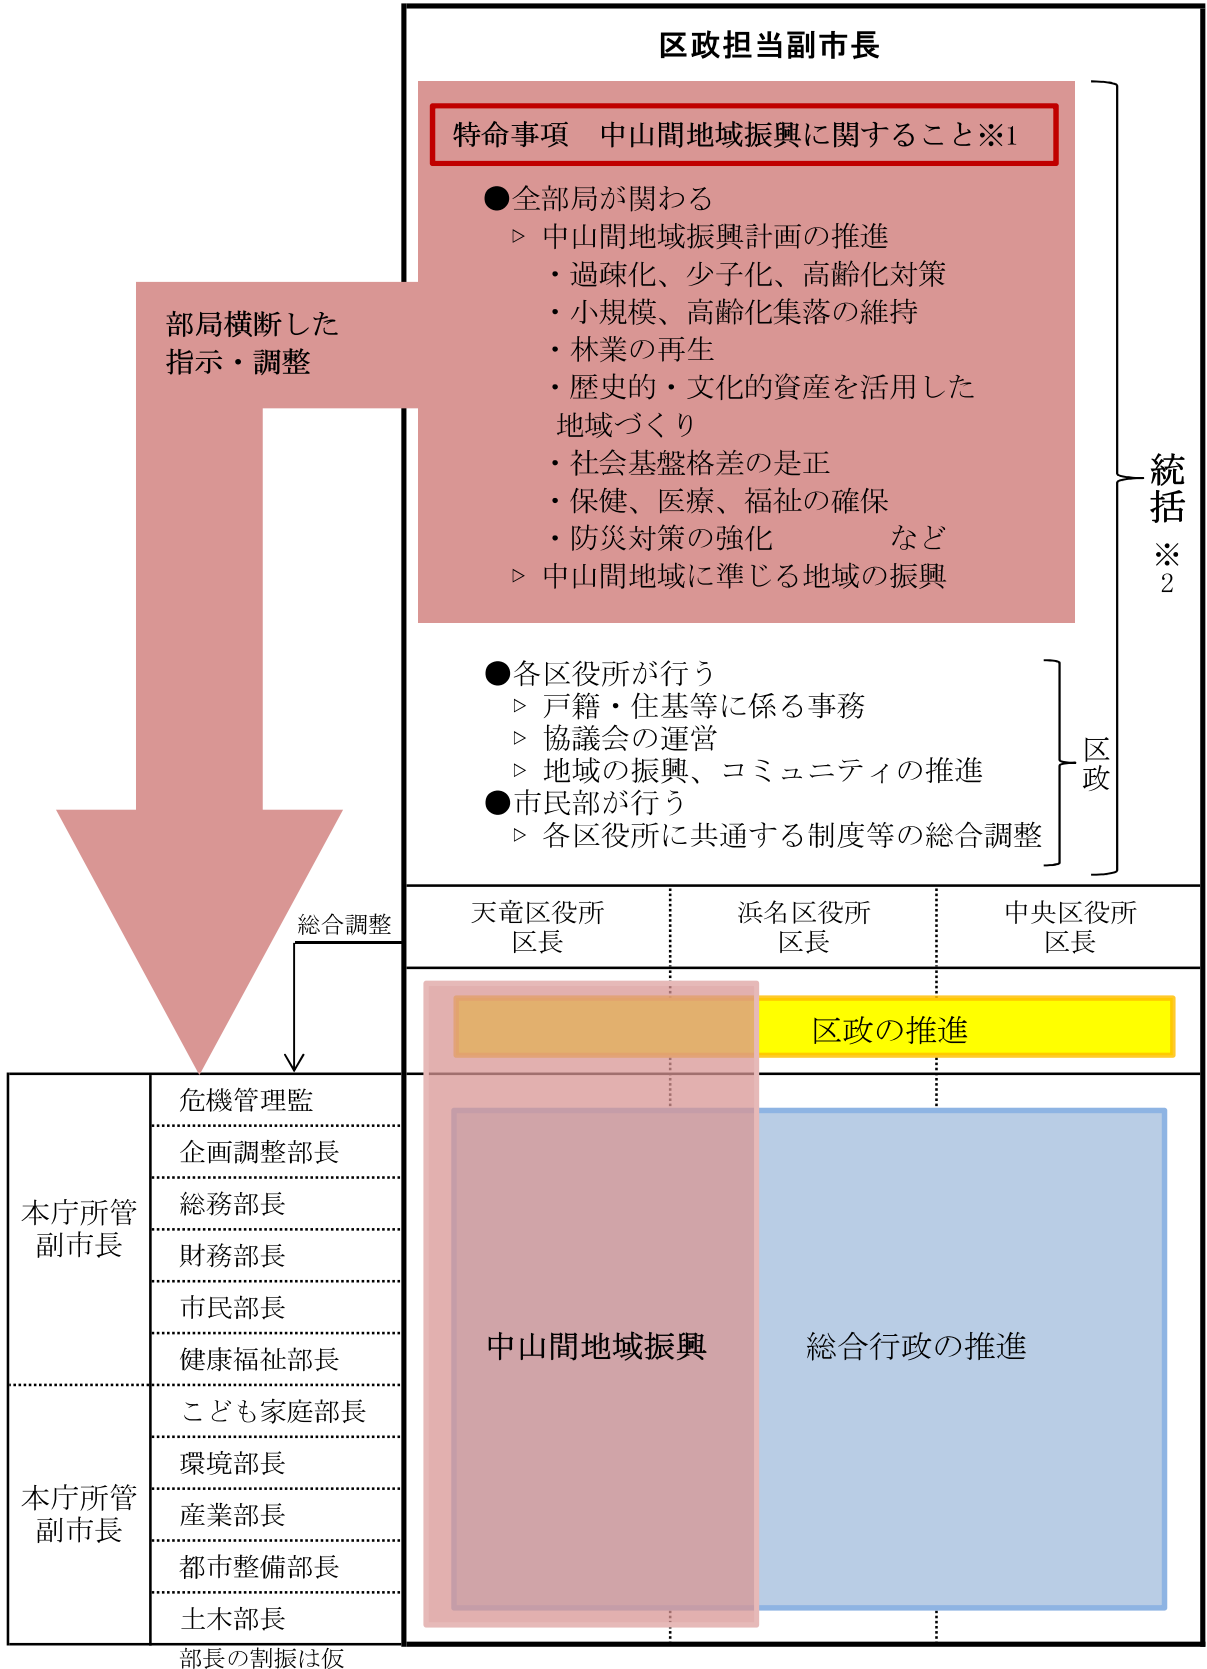 区政担当副市長
特命事項　中山間地域振興に関すること※1
●全部局が関わる
▷ 中山間地域振興計画の推進
・過疎化、少子化、高齢化対策
・小規模、高齢化集落の維持
・林業の再生
・歴史的・文化的資産を活用した
地域づくり
・社会基盤格差の是正
・保健、医療、福祉の確保
・防災対策の強化　　　　など
▷ 中山間地域に準じる地域の振興
部局横断した
指示・調整
統括
※2
●各区役所が行う
▷ 戸籍・住基等に係る事務
▷ 協議会の運営
▷ 地域の振興、コミュニティの推進
●市民部が行う
▷ 各区役所に共通する制度等の総合調整
区政
総合調整
天竜区役所
区長
浜名区役所
区長
中央区役所
区長
区政の推進
本庁所管
副市長
危機管理監
企画調整部長
総務部長
財務部長
市民部長
健康福祉部長
本庁所管
副市長
こども家庭部長
環境部長
産業部長
都市整備部長
土木部長
中山間地域振興
総合行政の推進
部長の割振は仮